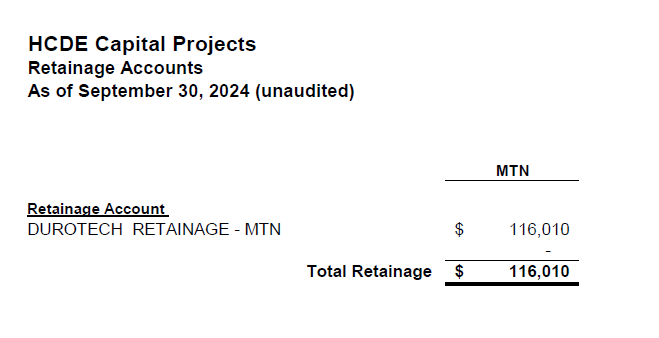 HCDE Capital Projects
Retainage Accounts
As of September 30, 2024 (unaudited)
MTN
Retainage Account
DUROTECH RETAINAGE - MTN $ 116,010
-
Total Retainage $ 116,010